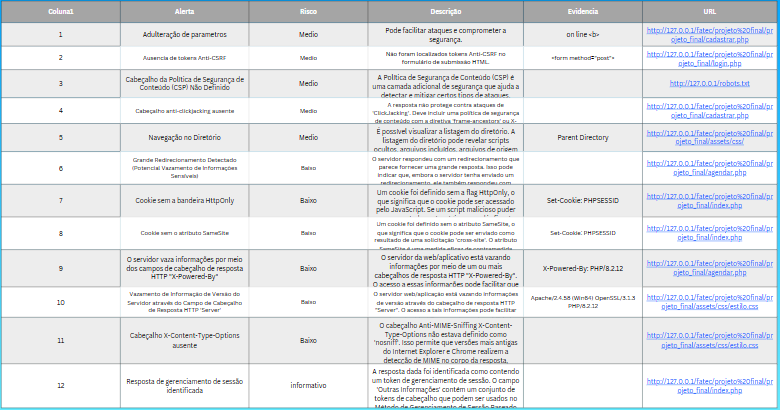 Coluna1 Alerta Risco Descrição Evidencia URL
1 Adulteração de parametros Medio Pode facilitar ataques e comprometer a segurança. on line <b> http://127.0.0.1/fatec/projeto%20final/projeto_final/cadastrar.php
2 Ausencia de tokens Anti-CSRF Medio Não foram localizados tokens Anti-CSRF no formulário de submissão HTML. <form method="post"> http://127.0.0.1/fatec/projeto%20final/projeto_final/login.php
3 Cabeçalho da Política de Segurança de Conteúdo (CSP) Não Definido Medio A Política de Segurança de Conteúdo (CSP) é uma camada adicional de segurança que ajuda a detectar e mitigar certos tipos de ataques, http://127.0.0.1/robots.txt
4 Cabeçalho anti-clickjacking ausente Medio A resposta não protege contra ataques de 'ClickJacking'. Deve incluir uma política de segurança de conteúdo com a diretiva 'frame-ancestors' ou X- http://127.0.0.1/fatec/projeto%20final/projeto_final/cadastrar.php
5 Navegação no Diretório Medio É possível visualizar a listagem do diretório. A listagem do diretório pode revelar scripts ocultos, arquivos incluídos, arquivos de origem Parent Directory http://127.0.0.1/fatec/projeto%20final/projeto_final/assets/css/
6 Grande Redirecionamento Detectado (Potencial Vazamento de Informações Sensíveis) Baixo O servidor respondeu com um redirecionamento que parece fornecer uma grande resposta. Isso pode indicar que, embora o servidor tenha enviado um redirecionamento, ele também respondeu com http://127.0.0.1/fatec/projeto%20final/projeto_final/agendar.php
7 Cookie sem a bandeira HttpOnly Baixo Um cookie foi definido sem a flag HttpOnly, o que significa que o cookie pode ser acessado pelo JavaScript. Se um script malicioso puder Set-Cookie: PHPSESSID http://127.0.0.1/fatec/projeto%20final/projeto_final/index.php
8 Cookie sem o atributo SameSite Baixo Um cookie foi definido sem o atributo SameSite, o que significa que o cookie pode ser enviado como resultado de uma solicitação 'cross-site'. O atributo SameSite é uma medida eficaz de contramedida Set-Cookie: PHPSESSID http://127.0.0.1/fatec/projeto%20final/projeto_final/index.php
9 O servidor vaza informações por meio dos campos de cabeçalho de resposta HTTP "X-Powered-By" Baixo O servidor da web/aplicativo está vazando informações por meio de um ou mais cabeçalhos de resposta HTTP "X-Powered-By". O acesso a essas informações pode facilitar que X-Powered-By: PHP/8.2.12 http://127.0.0.1/fatec/projeto%20final/projeto_final/agendar.php
10 Vazamento de Informação de Versão do Servidor através do Campo de Cabeçalho de Resposta HTTP 'Server' Baixo O servidor web/aplicação está vazando informações de versão através do cabeçalho de resposta HTTP "Server". O acesso a tais informações pode facilitar Apache/2.4.58 (Win64) OpenSSL/3.1.3 PHP/8.2.12 http://127.0.0.1/fatec/projeto%20final/projeto_final/assets/css/estilo.css
11 Cabeçalho X-Content-Type-Options ausente Baixo O cabeçalho Anti-MIME-Sniffing X-Content-Type-Options não estava definido como 'nosniff'. Isso permite que versões mais antigas do Internet Explorer e Chrome realizem a detecção de MIME no corpo da resposta, http://127.0.0.1/fatec/projeto%20final/projeto_final/assets/css/estilo.css
12 Resposta de gerenciamento de sessão identificada informativo A resposta dada foi identificada como contendo um token de gerenciamento de sessão. O campo 'Outras Informações' contém um conjunto de tokens de cabeçalho que podem ser usados no Método de Gerenciamento de Sessão Baseado http://127.0.0.1/fatec/projeto%20final/projeto_final/index.php